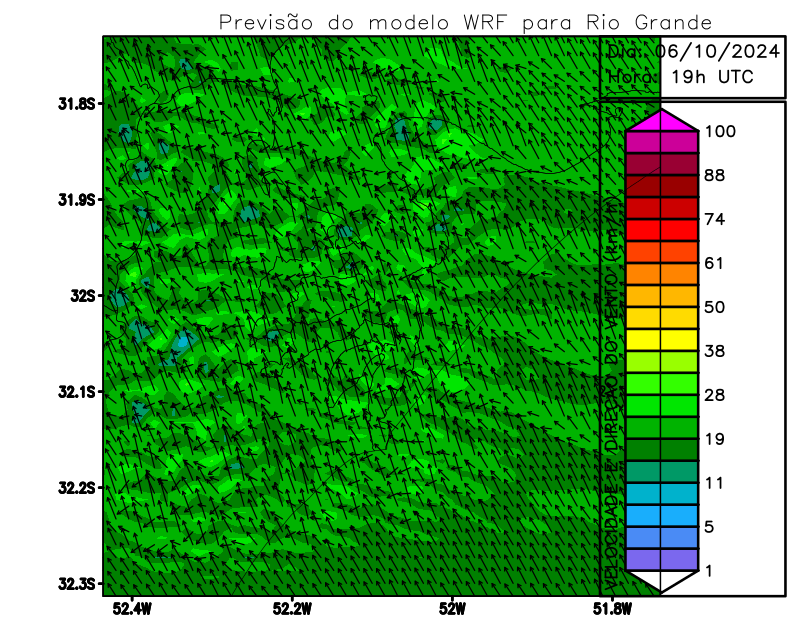 Previsão do modelo WRF para Rio Grande
Dia: 06/10/2024
Hora: 19h UTC
VELOCIDADE E DIREÇÃO DO VENTO (km/h)
100
88
74
61
50
38
28
19
11
5
1
31.8S
31.9S
32S
32.1S
32.2S
32.3S
52.4W
52.2W
52W
51.8W